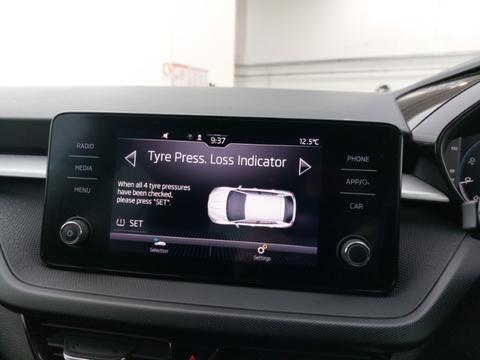 9:37
12.5℃
RADIO
Tyre Press. Loss Indicator
PHONE
MEDIA
APP/
MENU
When all 4 tyre pressures
have been checked,
please press "SET".
CAR
SET
Selection
Settings